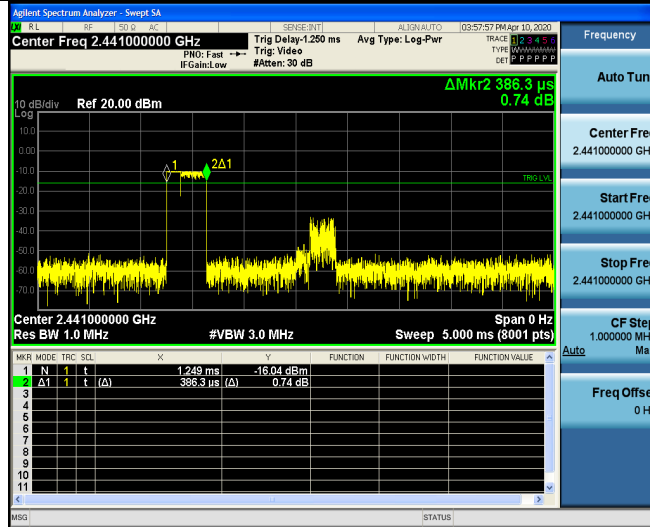 Agilent Spectrum Analyzer - Swept SA
LXI RL RF 50 Ω AC SENSE:INT ALIGN AUTO 03:57:57 PM Apr 10, 2020
Center Freq 2.441000000 GHz
PNO: Fast
IFGain:Low
Trig Delay-1.250 ms
Trig: Video
#Atten: 30 dB
Avg Type: Log-Pwr
TRACE 1 2 3 4 5 6
TYPE W
DET P P P P P P
ΔMkr2 386.3 µs
0.74 dB
10 dB/div Ref 20.00 dBm
Log
10.0
0.00
-10.0
-20.0
-30.0
-40.0
-50.0
-60.0
-70.0
1
2Δ1
TRIG LVL
Center 2.441000000 GHz Span 0 Hz
Res BW 1.0 MHz #VBW 3.0 MHz Sweep 5.000 ms (8001 pts)
MKR MODE TRC SCL X Y FUNCTION FUNCTION WIDTH FUNCTION VALUE
1 N 1 t 1.249 ms -16.04 dBm
2 Δ1 1 t (Δ) 386.3 µs (Δ) 0.74 dB
3
4
5
6
7
8
9
10
11
MSG STATUS
Frequency
Auto Tun
Center Fre
2.441000000 GH
Start Fre
2.441000000 GH
Stop Fre
2.441000000 GH
CF Ste
1.000000 MH
Auto Ma
Freq Offse
0 H